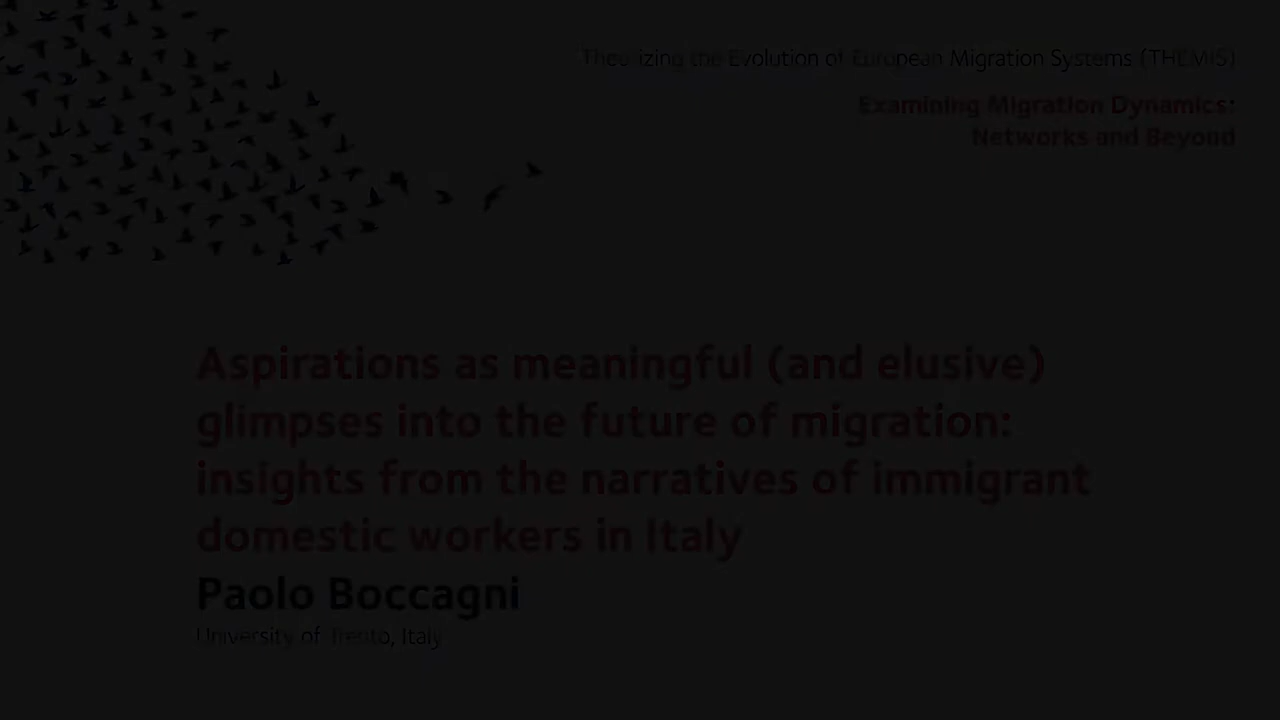 Theorizing the Evolution of European Migration Systems (THEMIS)
Examining Migration Dynamics:
Networks and Beyond
Aspirations as meaningful (and elusive)
glimpses into the future of migration:
insights from the narratives of immigrant
domestic workers in Italy
Paolo Boccagni
University of Trento, Italy